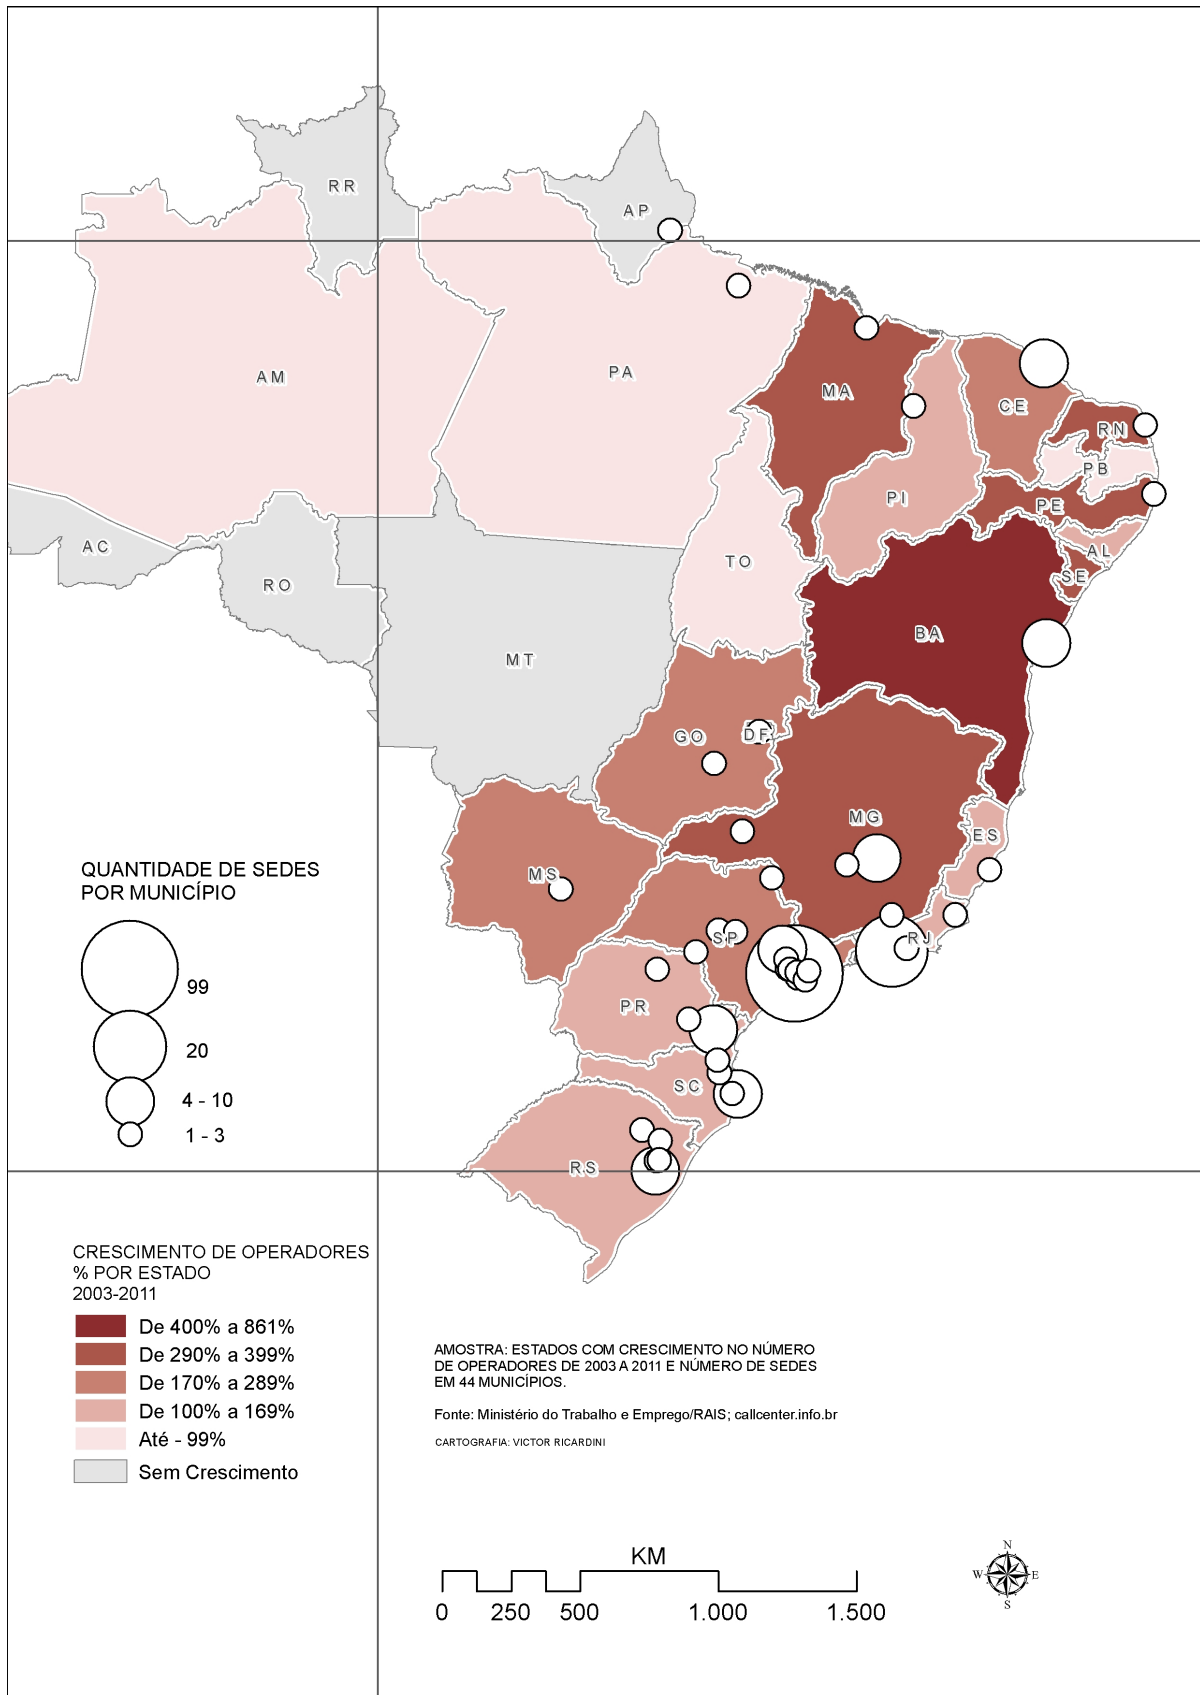 RR
AP
AM
PA
MA
CE
RN
PB
PI
PE
AL
AC
TO
SE
RO
BA
MT
GO
DF
MG
ES
MS
SP
RJ
PR
SC
RS
QUANTIDADE DE SEDES
POR MUNICÍPIO
99
20
4 - 10
1 - 3
CRESCIMENTO DE OPERADORES
% POR ESTADO
2003-2011
De 400% a 861%
De 290% a 399%
De 170% a 289%
De 100% a 169%
Até - 99%
Sem Crescimento
AMOSTRA: ESTADOS COM CRESCIMENTO NO NÚMERO
DE OPERADORES DE 2003 A 2011 E NÚMERO DE SEDES
EM 44 MUNICÍPIOS.
Fonte: Ministério do Trabalho e Emprego/RAIS; callcenter.info.br
CARTOGRAFIA: VICTOR RICARDINI
KM
0 250 500 1.000 1.500
N
W E
S